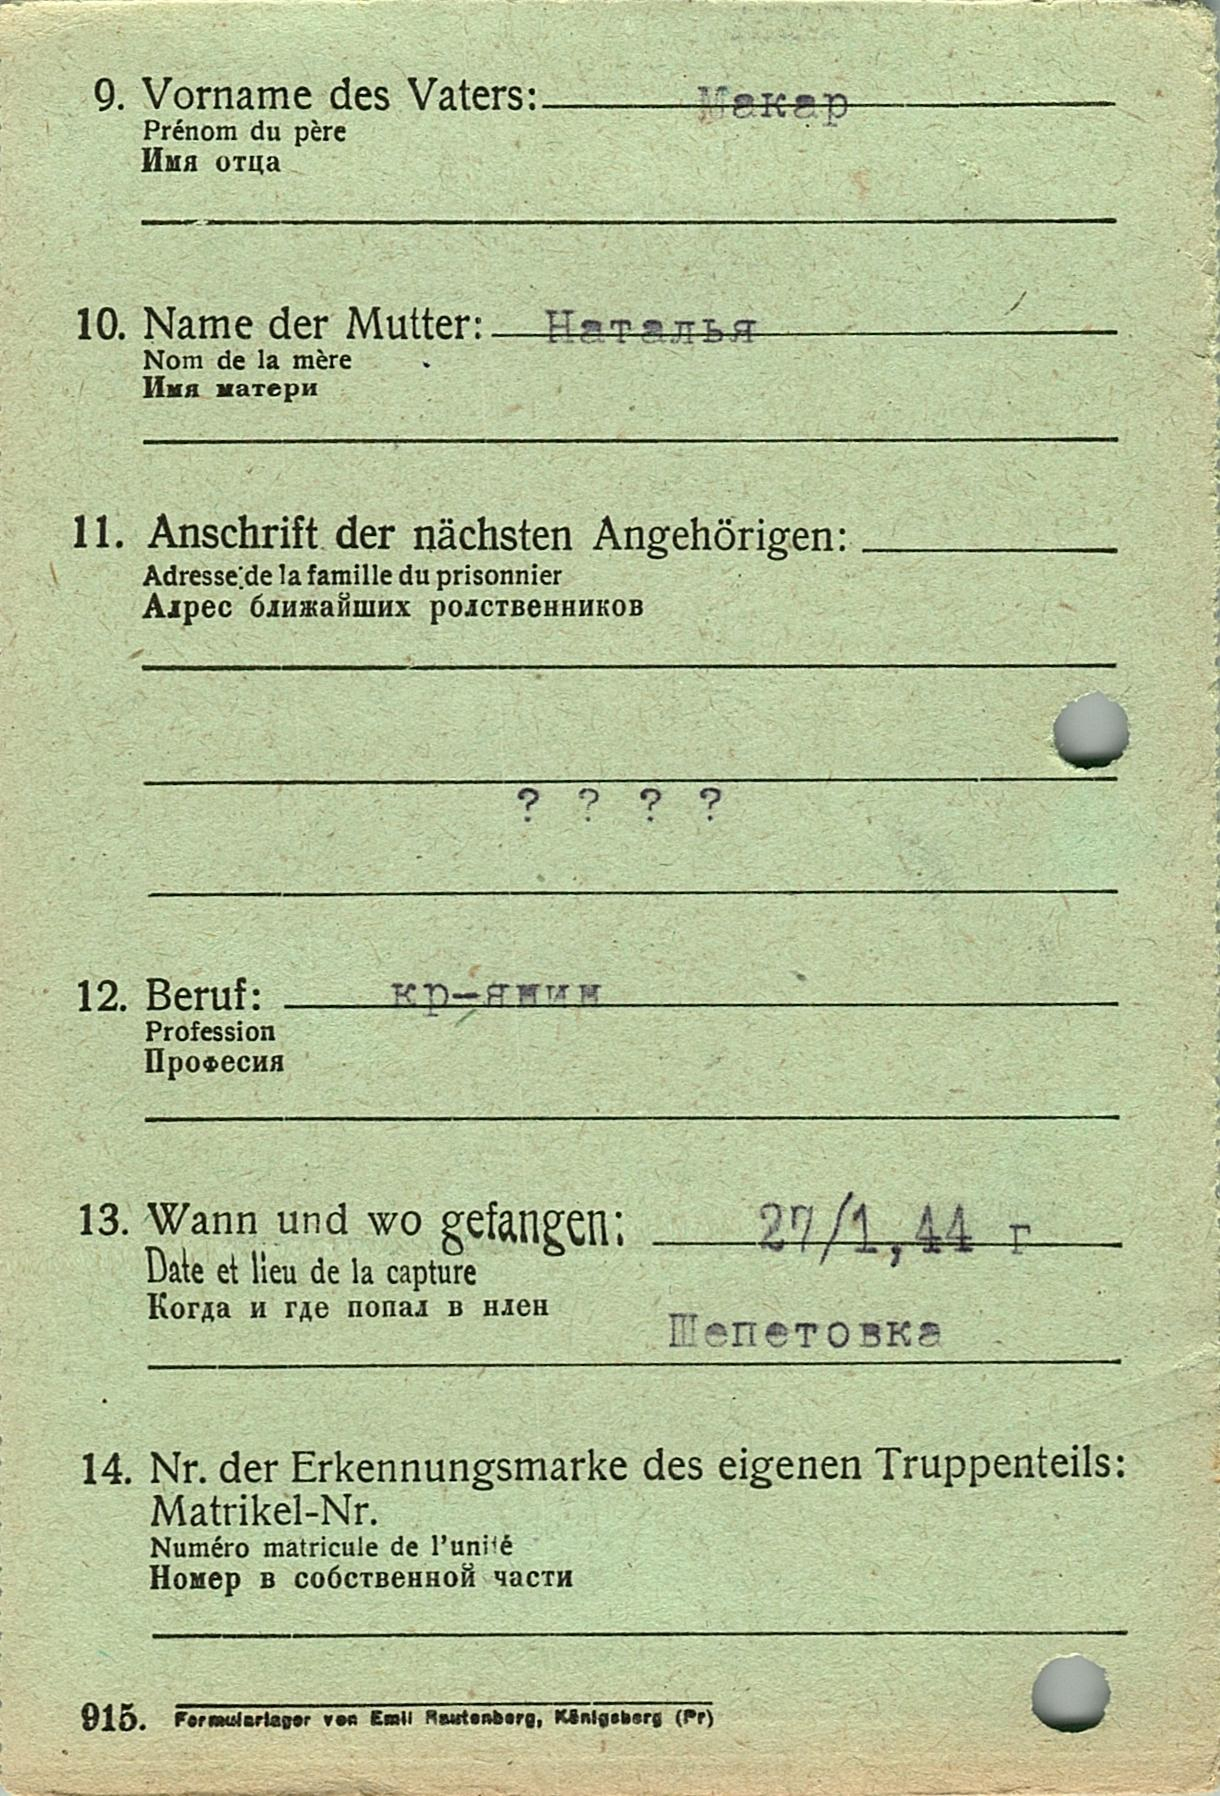 9. Vorname des Vaters: Макар
Prénom du père
Имя отца
10. Name der Mutter: Наталья
Nom de la mère
Имя матери
11. Anschrift der nächsten Angehörigen:
Adresse de la famille du prisonnier
Алрес ближайших ролственников
? ? ? ?
12. Beruf: кр-янин
Profession
Професия
13. Wann und wo gefangen: 27/1,44 г
Date et lieu de la capture
Когда и где попал в нлен
Шепетовка
14. Nr. der Erkennungsmarke des eigenen Truppenteils:
Matrikel-Nr.
Numéro matricule de l'unité
Номер в собственной части
915. Formularlager von Emil Rautenberg, Königsberg (Pr)